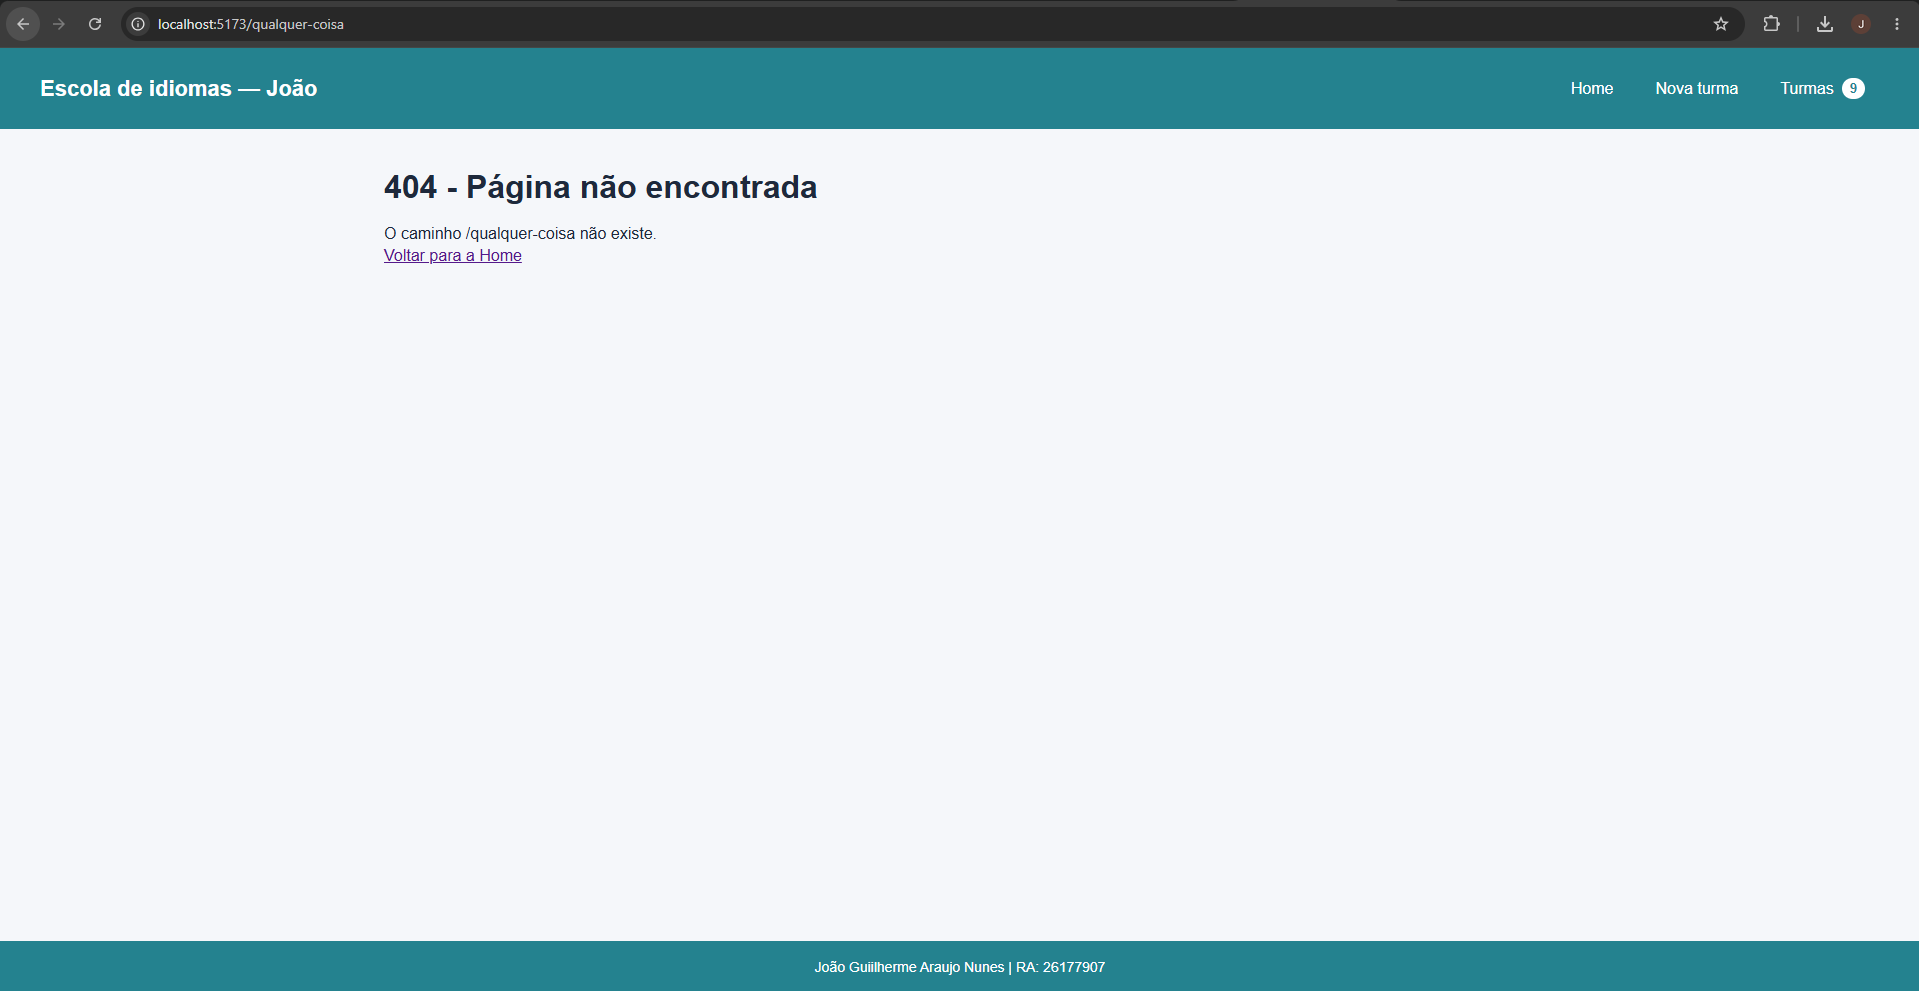 localhost:5173/qualquer-coisa
J
Escola de idiomas — João
Home
Nova turma
Turmas 9
404 - Página não encontrada
O caminho /qualquer-coisa não existe.
Voltar para a Home
João Guiilherme Araujo Nunes | RA: 26177907